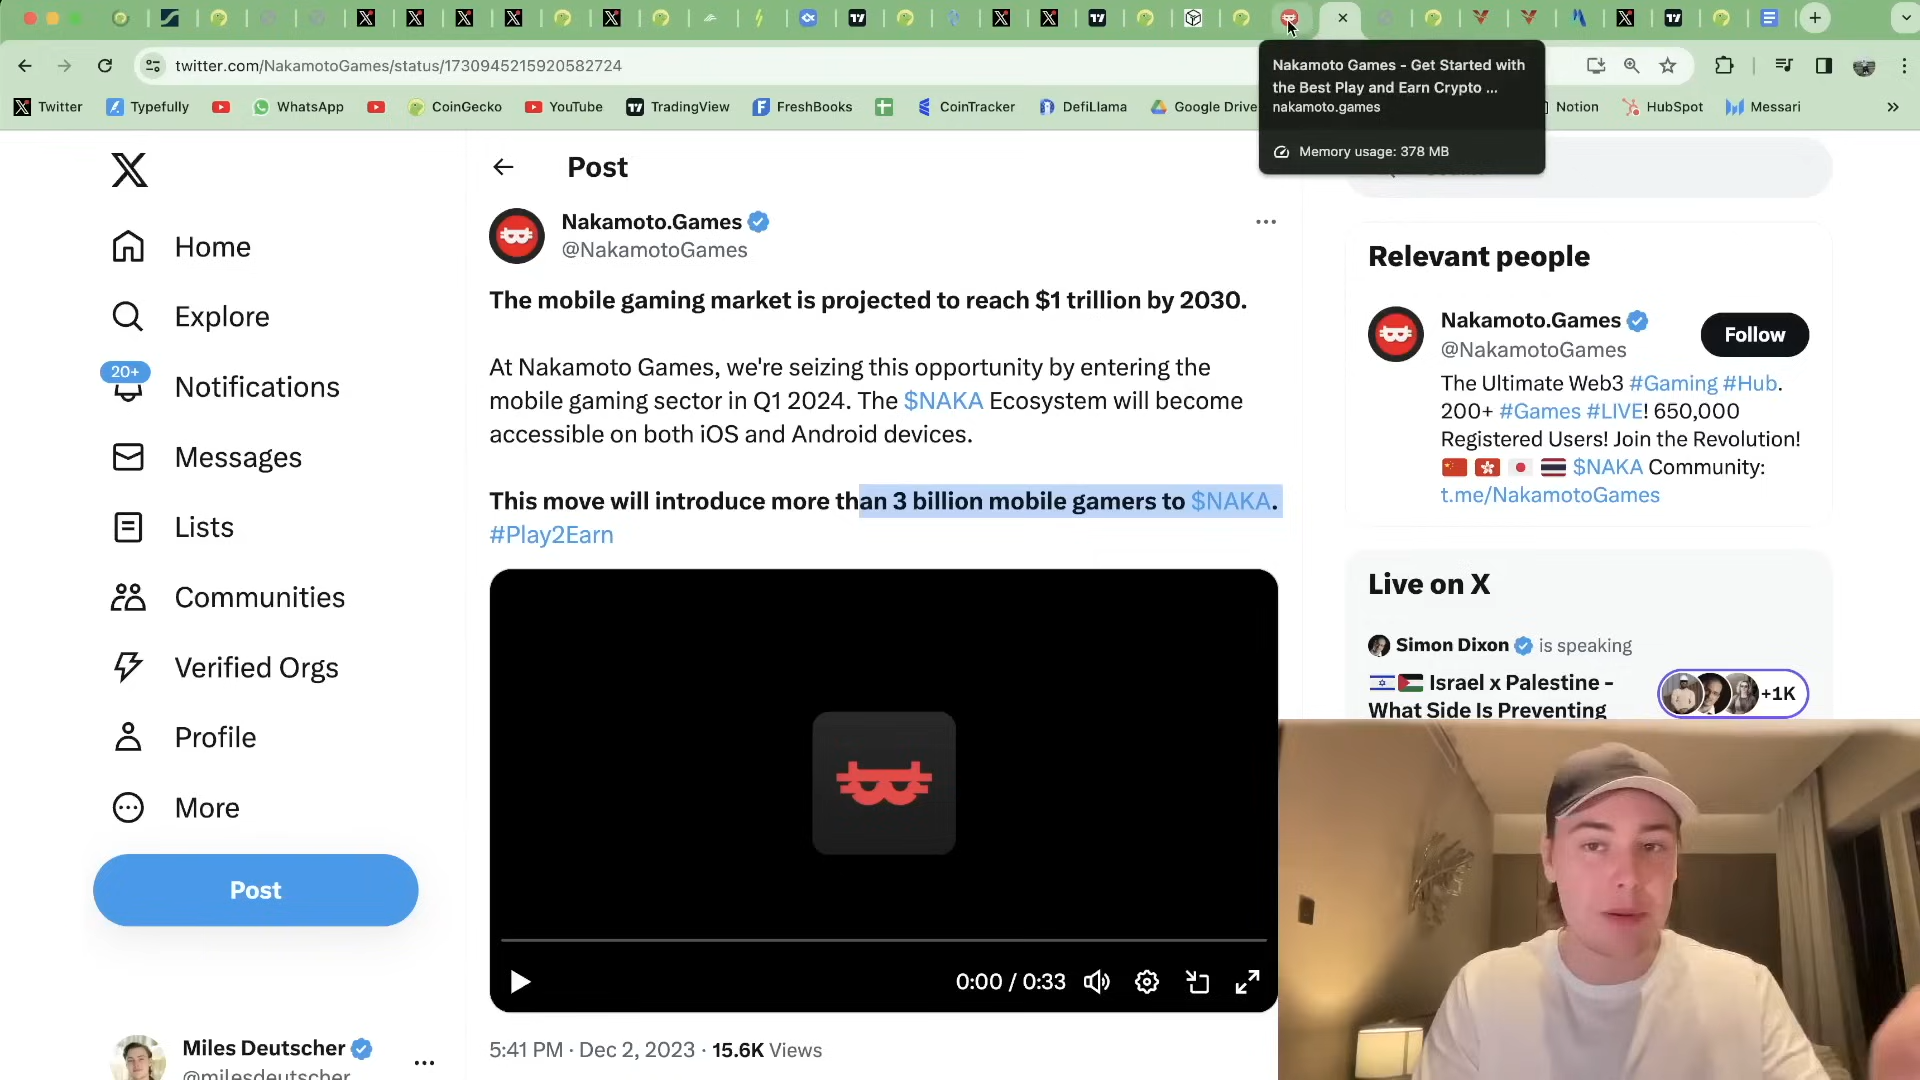 twitter.com/NakamotoGames/status/1730945215920582724
Nakamoto Games - Get Started with
the Best Play and Earn Crypto ...
nakamoto.games
Memory usage: 378 MB
Twitter
Typefully
WhatsApp
CoinGecko
YouTube
TradingView
FreshBooks
CoinTracker
DefiLlama
Google Drive
Notion
HubSpot
Messari
Home
Explore
20+
Notifications
Messages
Lists
Communities
Verified Orgs
Profile
More
Post
Miles Deutscher
@milesdeutscher
Post
Nakamoto.Games
@NakamotoGames
The mobile gaming market is projected to reach $1 trillion by 2030.
At Nakamoto Games, we're seizing this opportunity by entering the
mobile gaming sector in Q1 2024. The $NAKA Ecosystem will become
accessible on both iOS and Android devices.
This move will introduce more than 3 billion mobile gamers to $NAKA.
#Play2Earn
0:00 / 0:33
5:41 PM · Dec 2, 2023 · 15.6K Views
Relevant people
Nakamoto.Games
@NakamotoGames
Follow
The Ultimate Web3 #Gaming #Hub.
200+ #Games #LIVE! 650,000
Registered Users! Join the Revolution!
$NAKA Community:
t.me/NakamotoGames
Live on X
Simon Dixon is speaking
Israel x Palestine -
What Side Is Preventing
+1K